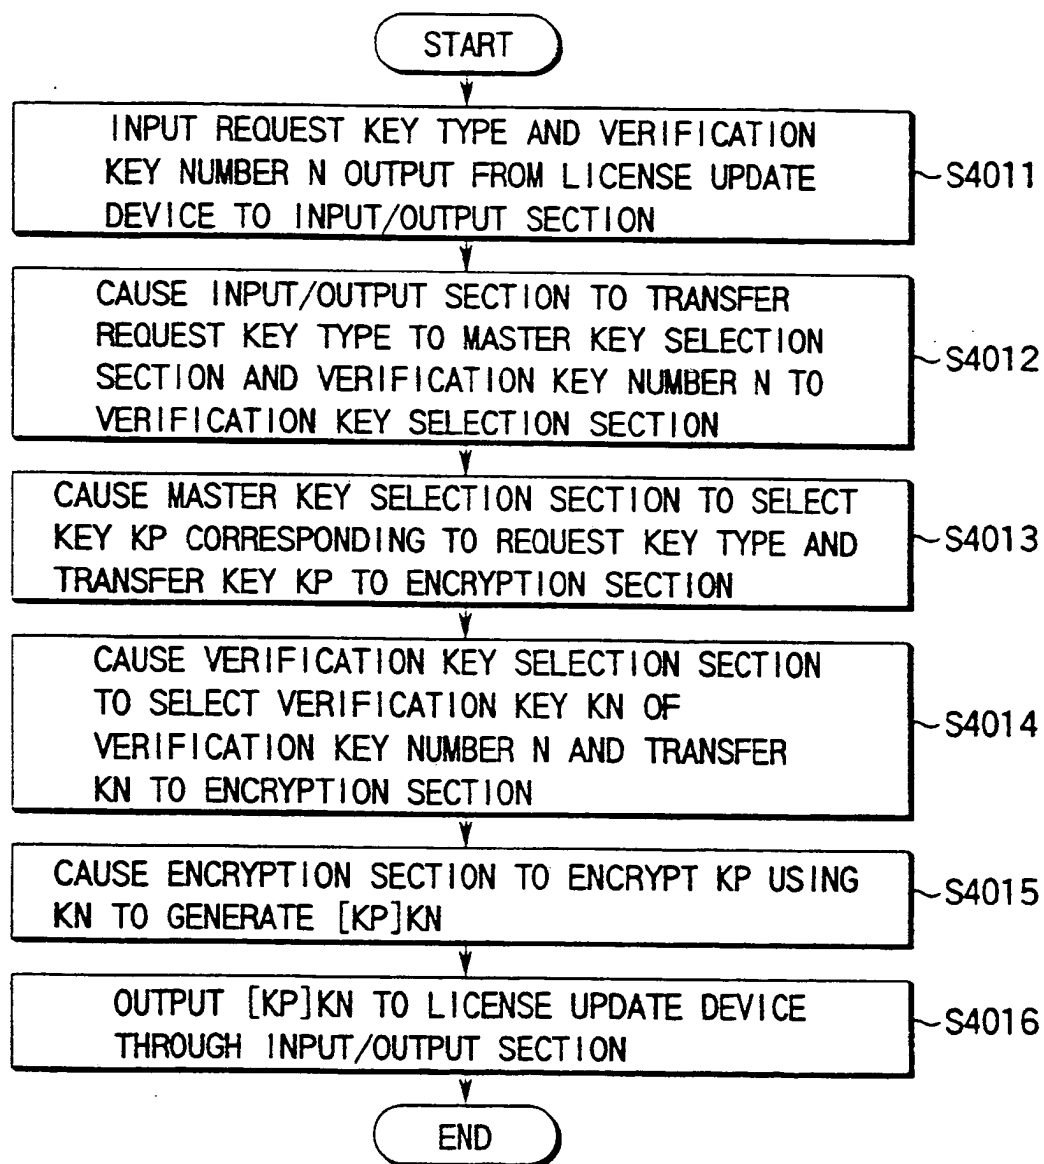 START
INPUT REQUEST KEY TYPE AND VERIFICATION
KEY NUMBER N OUTPUT FROM LICENSE UPDATE
DEVICE TO INPUT/OUTPUT SECTION
S4011
CAUSE INPUT/OUTPUT SECTION TO TRANSFER
REQUEST KEY TYPE TO MASTER KEY SELECTION
SECTION AND VERIFICATION KEY NUMBER N TO
VERIFICATION KEY SELECTION SECTION
S4012
CAUSE MASTER KEY SELECTION SECTION TO SELECT
KEY KP CORRESPONDING TO REQUEST KEY TYPE AND
TRANSFER KEY KP TO ENCRYPTION SECTION
S4013
CAUSE VERIFICATION KEY SELECTION SECTION
TO SELECT VERIFICATION KEY KN OF
VERIFICATION KEY NUMBER N AND TRANSFER
KN TO ENCRYPTION SECTION
S4014
CAUSE ENCRYPTION SECTION TO ENCRYPT KP USING
KN TO GENERATE [KP]KN
S4015
OUTPUT [KP]KN TO LICENSE UPDATE DEVICE
THROUGH INPUT/OUTPUT SECTION
S4016
END